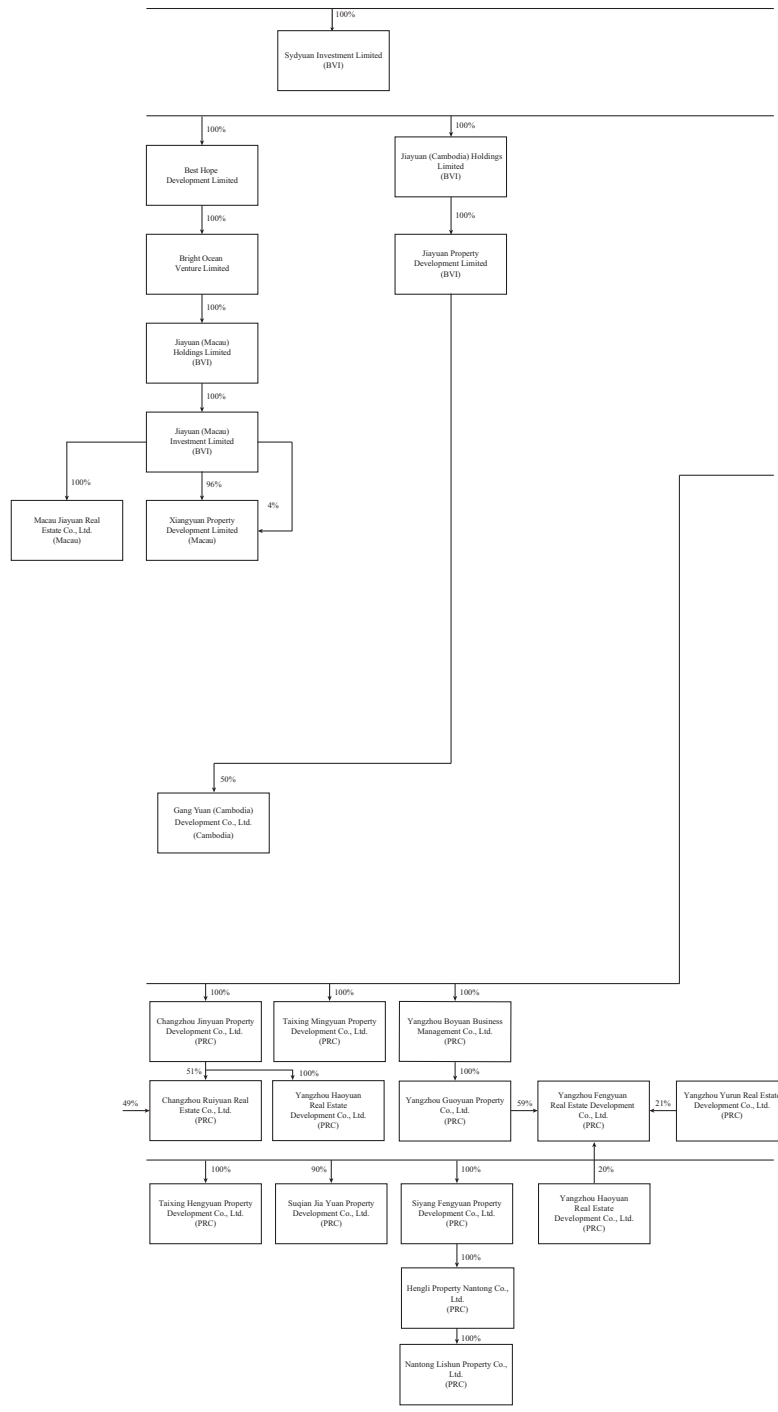 100%
Sydyuan Investment Limited
(BVI)
100%
100%
Best Hope
Development Limited
Jiayuan (Cambodia) Holdings
Limited
(BVI)
100%
100%
Bright Ocean
Venture Limited
Jiayuan Property
Development Limited
(BVI)
100%
Jiayuan (Macau)
Holdings Limited
(BVI)
100%
Jiayuan (Macau)
Investment Limited
(BVI)
100%
96%
4%
Macau Jiayuan Real
Estate Co., Ltd.
(Macau)
Xiangyuan Property
Development Limited
(Macau)
50%
Gang Yuan (Cambodia)
Development Co., Ltd.
(Cambodia)
100%
100%
100%
Changzhou Jinyuan Property
Development Co., Ltd.
(PRC)
Taixing Mingyuan Property
Development Co., Ltd.
(PRC)
Yangzhou Boyuan Business
Management Co., Ltd.
(PRC)
51%
100%
100%
49%
Changzhou Ruiyuan Real
Estate Co., Ltd.
(PRC)
Yangzhou Haoyuan
Real Estate
Development Co., Ltd.
(PRC)
Yangzhou Guoyuan Property
Co., Ltd.
(PRC)
59%
Yangzhou Fengyuan
Real Estate Development
Co., Ltd.
(PRC)
21%
Yangzhou Yurun Real Estate
Development Co., Ltd.
(PRC)
100%
90%
100%
20%
Taixing Hengyuan Property
Development Co., Ltd.
(PRC)
Suqian Jia Yuan Property
Development Co., Ltd.
(PRC)
Siyang Fengyuan Property
Development Co., Ltd.
(PRC)
Yangzhou Haoyuan
Real Estate
Development Co., Ltd.
(PRC)
100%
Hengli Property Nantong Co.,
Ltd.
(PRC)
100%
Nantong Lishun Property Co.,
Ltd.
(PRC)